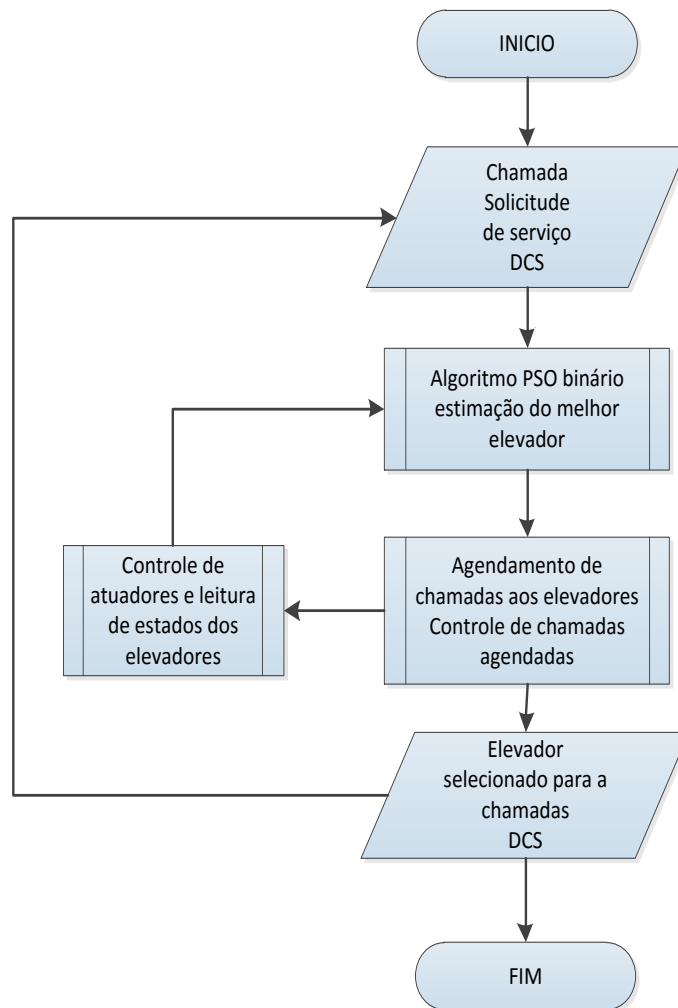 INICIO
Chamada
Solicitude
de serviço
DCS
Algoritmo PSO binário
estimação do melhor
elevador
Controle de
atuadores e leitura
de estados dos
elevadores
Agendamento de
chamadas aos elevadores
Controle de chamadas
agendadas
Elevador
selecionado para a
chamadas
DCS
FIM